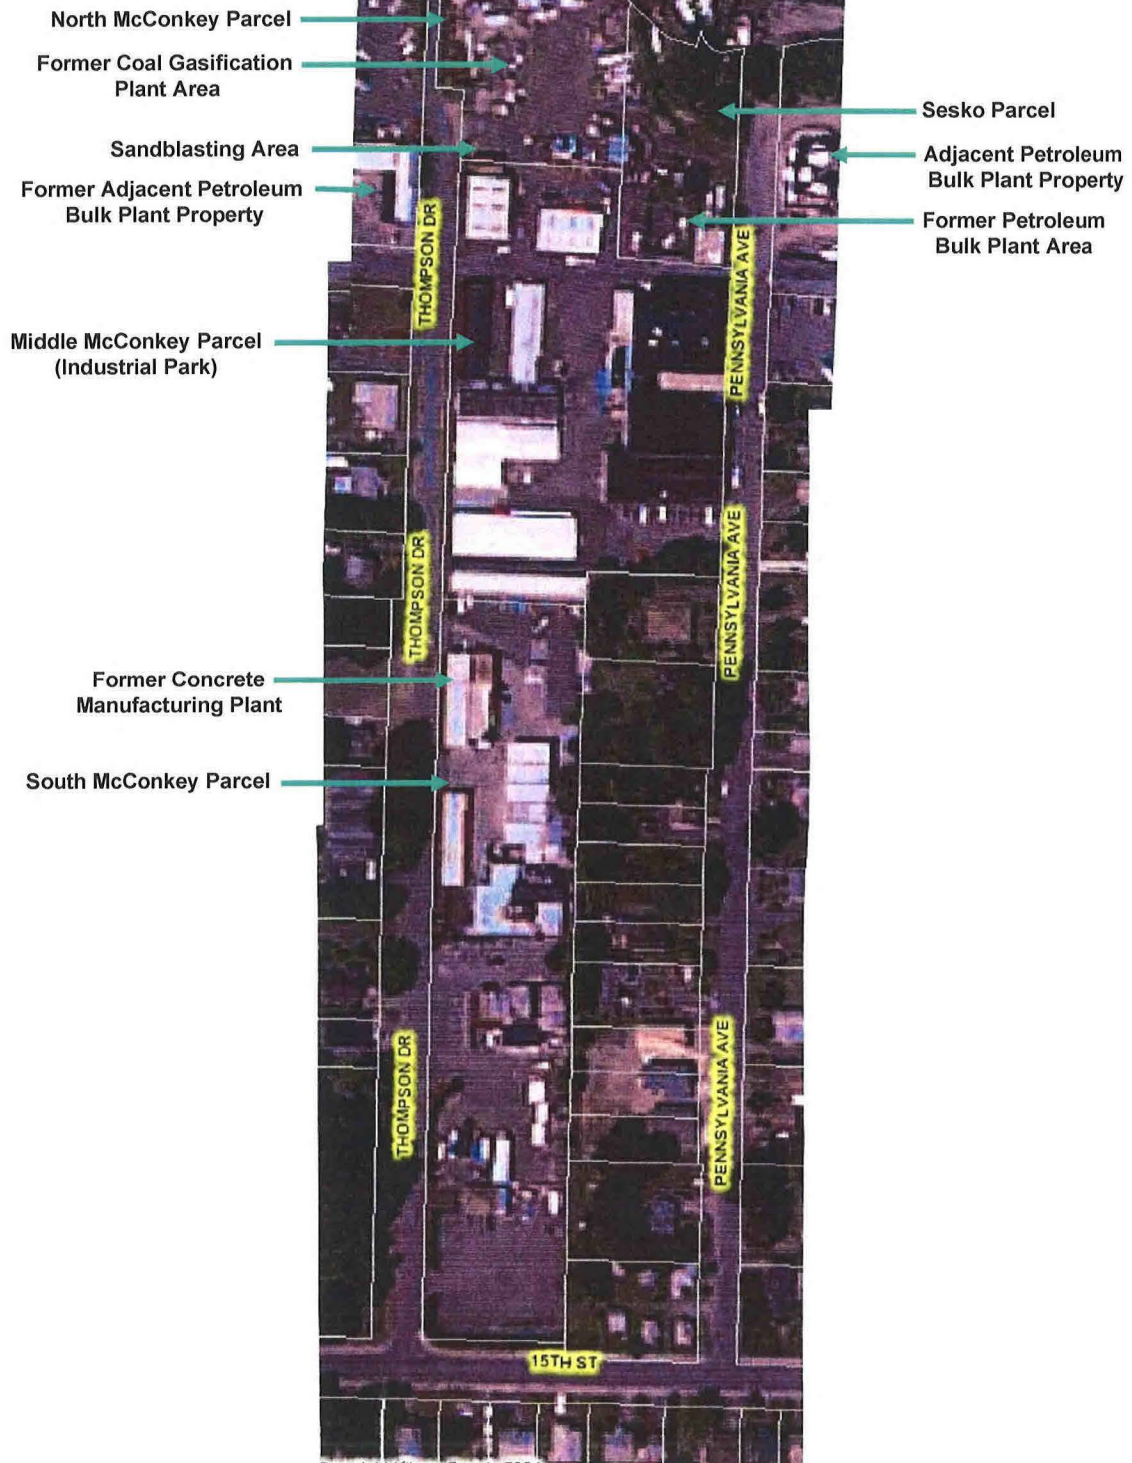 North McConkey Parcel
Former Coal Gasification
Plant Area
Sesko Parcel
Sandblasting Area
Adjacent Petroleum
Bulk Plant Property
Former Adjacent Petroleum
Bulk Plant Property
Former Petroleum
Bulk Plant Area
THOMPSON DR
PENNSYLVANIA AVE
Middle McConkey Parcel
(Industrial Park)
THOMPSON DR
PENNSYLVANIA AVE
Former Concrete
Manufacturing Plant
South McConkey Parcel
THOMPSON DR
PENNSYLVANIA AVE
15TH ST